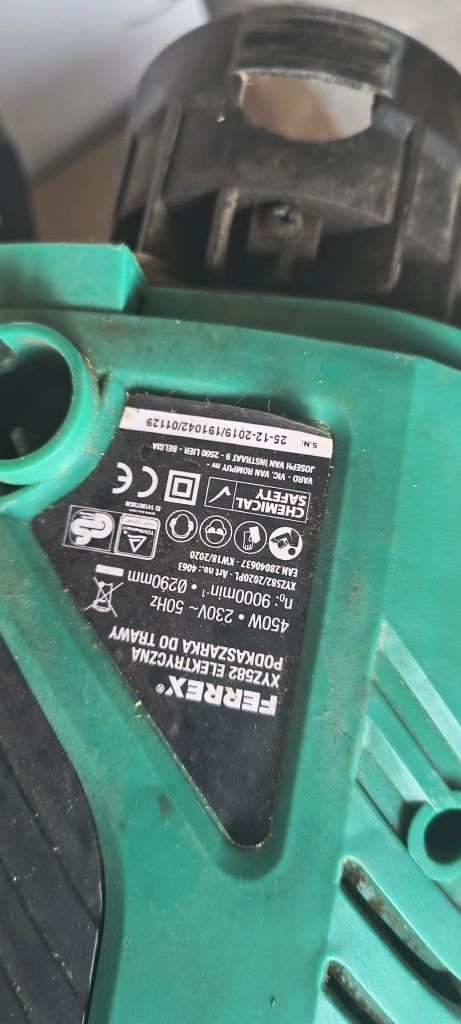 FERREX®
XYZ582 ELEKTRYCZNA
PODKASZARKA DO TRAWY
450W • 230V ~ 50Hz
n₀: 9000min⁻¹ • Ø290mm
XYZ582/2020PL - Art no.: 4063
EAN 28040637 - KW18/2020
CHEMICAL
SAFETY
CE
VARO - VIC. VAN ROMPUY nv -
JOSEPH VAN INSTRAAT 9 - 2500 LIER - BELGIA
S.N: 25-12-2019/191042/01129